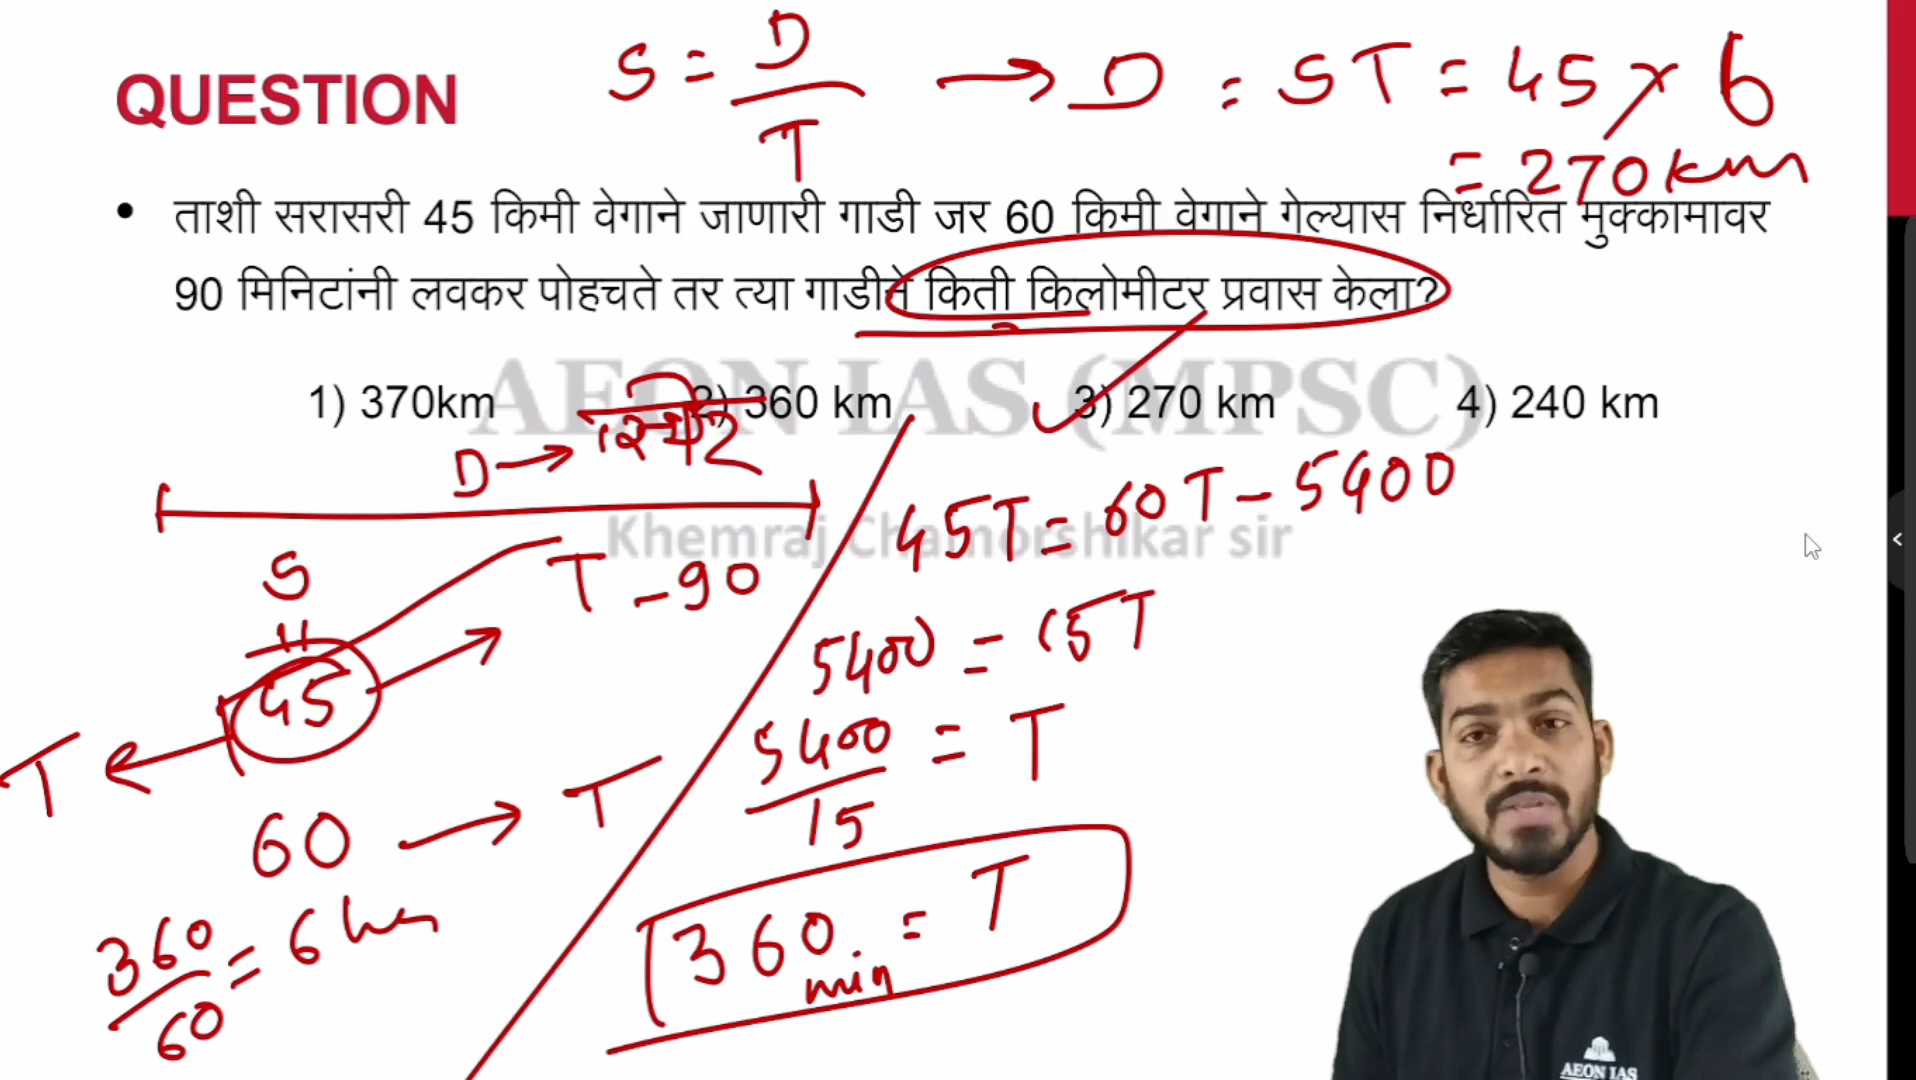 S = D/T → D = ST = 45 × 6
= 270 km
QUESTION
• ताशी सरासरी 45 किमी वेगाने जाणारी गाडी जर 60 किमी वेगाने गेल्यास निर्धारित मुक्कामावर
90 मिनिटांनी लवकर पोहचते तर त्या गाडीने किती किलोमीटर प्रवास केला?
AEON IAS (MPSC)
1) 370km 2) 360 km 3) 270 km 4) 240 km
D →
Khemraj Chamorshikar sir
45T = 60T - 5400
S
T - 90
45
5400 = 15T
T
5400/15 = T
60 → T
360 min = T
360/60 = 6 hrs
AEON IAS
<